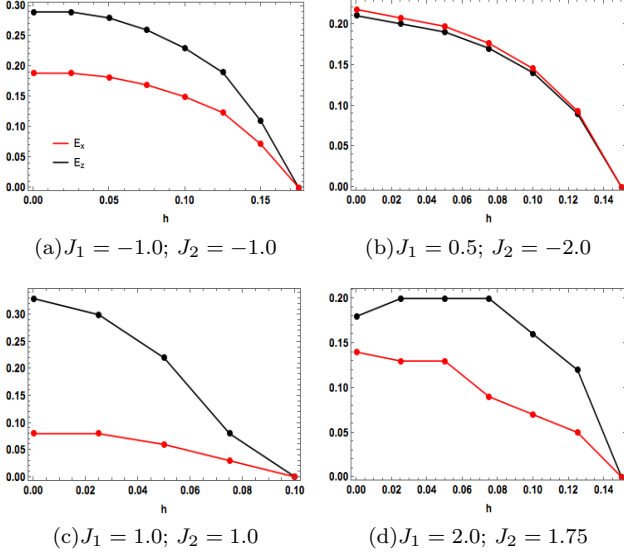 0.30
0.25
0.20
0.15
0.10
0.05
0.00
E_x
E_z
0.00 0.05 0.10 0.15
h
(a)J_1 = −1.0; J_2 = −1.0
0.20
0.15
0.10
0.05
0.00
0.00 0.02 0.04 0.06 0.08 0.10 0.12 0.14
h
(b)J_1 = 0.5; J_2 = −2.0
0.30
0.25
0.20
0.15
0.10
0.05
0.00
0.00 0.02 0.04 0.06 0.08 0.10
h
(c)J_1 = 1.0; J_2 = 1.0
0.20
0.15
0.10
0.05
0.00
0.00 0.02 0.04 0.06 0.08 0.10 0.12 0.14
h
(d)J_1 = 2.0; J_2 = 1.75